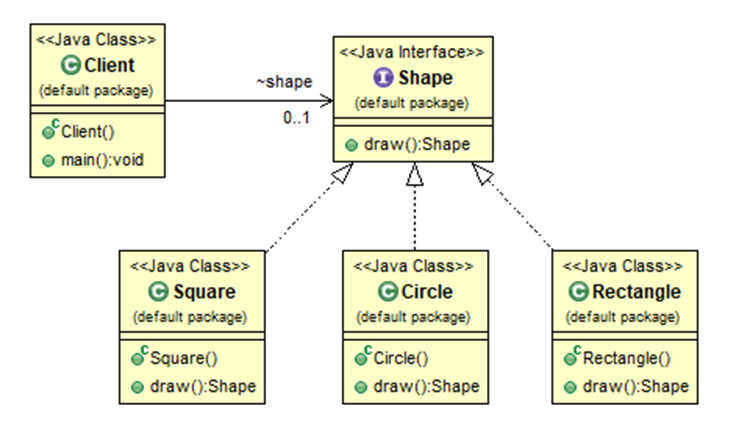 <<Java Class>>
Client
(default package)
Client()
main():void
~shape
0..1
<<Java Interface>>
Shape
(default package)
draw():Shape
<<Java Class>>
Square
(default package)
Square()
draw():Shape
<<Java Class>>
Circle
(default package)
Circle()
draw():Shape
<<Java Class>>
Rectangle
(default package)
Rectangle()
draw():Shape